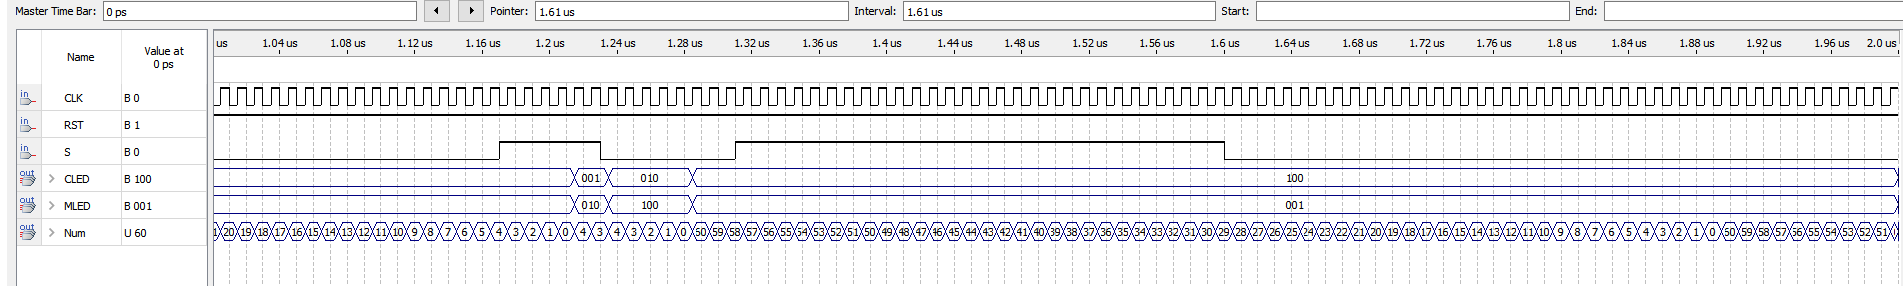 Master Time Bar: 0 ps Pointer: 1.61 us Interval: 1.61 us Start: End:
Name Value at 0 ps us 1.04 us 1.08 us 1.12 us 1.16 us 1.2 us 1.24 us 1.28 us 1.32 us 1.36 us 1.4 us 1.44 us 1.48 us 1.52 us 1.56 us 1.6 us 1.64 us 1.68 us 1.72 us 1.76 us 1.8 us 1.84 us 1.88 us 1.92 us 1.96 us 2.0 us
in CLK B 0
in RST B 1
in S B 0
out CLED B 100 001 010 100
out MLED B 001 010 100 001
out Num U 60 20 19 18 17 16 15 14 13 12 11 10 9 8 7 6 5 4 3 2 1 0 4 3 4 3 2 1 0 59 58 57 56 55 54 53 52 51 50 49 48 47 46 45 44 43 42 41 40 39 38 37 36 35 34 33 32 31 30 29 28 27 26 25 24 23 22 21 20 19 18 17 16 15 14 13 12 11 10 9 8 7 6 5 4 3 2 1 0 59 58 57 56 55 54 53 52 51